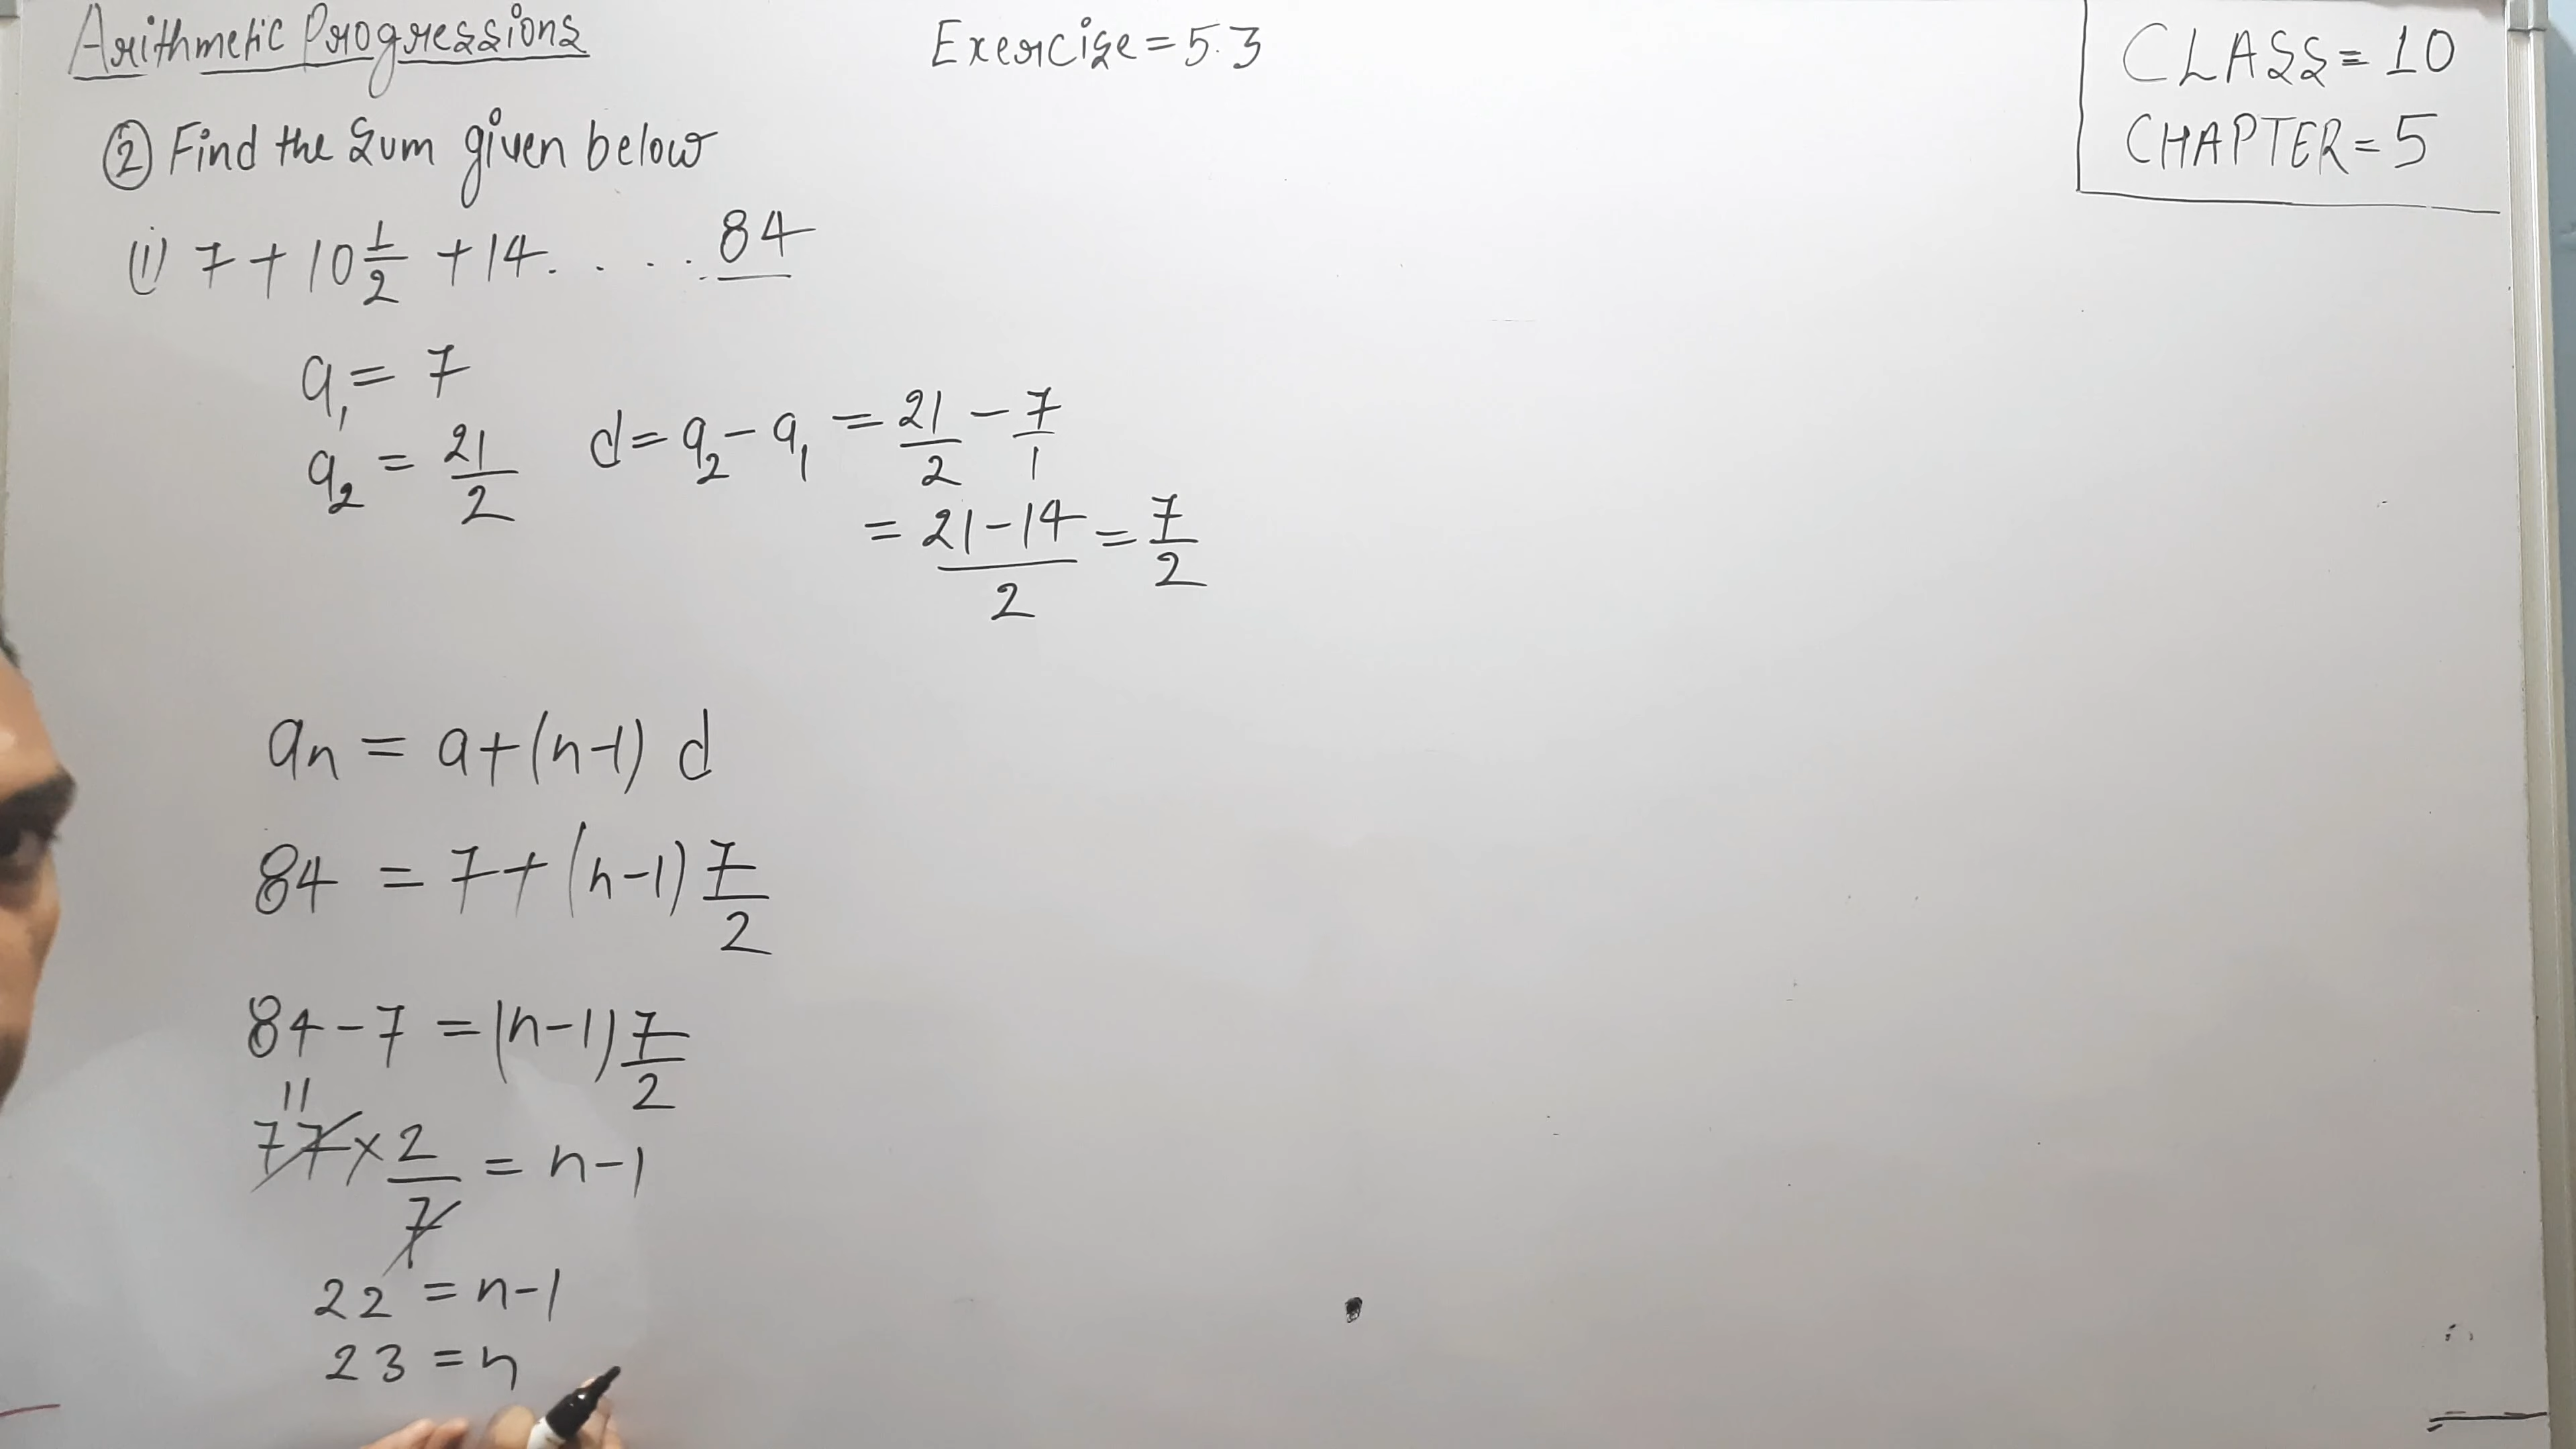 Arithmetic Progressions
Exercise = 5.3
CLASS = 10
CHAPTER = 5
② Find the Sum given below
(i) 7 + 10 1/2 + 14 . . . . . 84
a₁ = 7
a₂ = 21/2
d = a₂ - a₁ = 21/2 - 7/1
= (21 - 14)/2 = 7/2
an = a + (n-1) d
84 = 7 + (n-1) 7/2
84 - 7 = (n-1) 7/2
11
77 × 2/7 = n-1
22 = n-1
23 = n